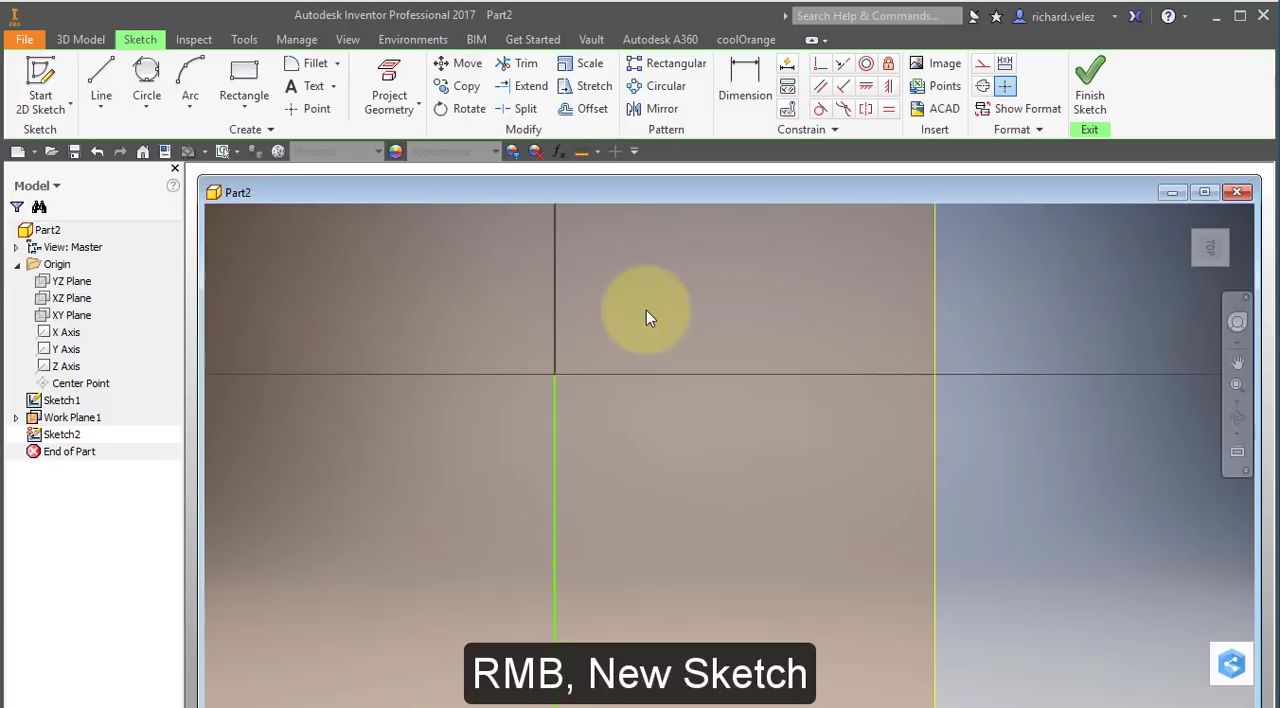 PRO
Autodesk Inventor Professional 2017 Part2
Search Help & Commands...
richard.velez
File 3D Model Sketch Inspect Tools Manage View Environments BIM Get Started Vault Autodesk A360 coolOrange
Start
2D Sketch
Line
Circle
Arc
Rectangle
Fillet
Text
Point
Project
Geometry
Move
Copy
Rotate
Trim
Extend
Split
Scale
Stretch
Offset
Rectangular
Circular
Mirror
Dimension
Image
Points
ACAD
Show Format
Finish
Sketch
Sketch Create Modify Pattern Constrain Insert Format Exit
Appearance
Model
Part2
View: Master
Origin
YZ Plane
XZ Plane
XY Plane
X Axis
Y Axis
Z Axis
Center Point
Sketch1
Work Plane1
Sketch2
End of Part
Part2
TOP
RMB, New Sketch